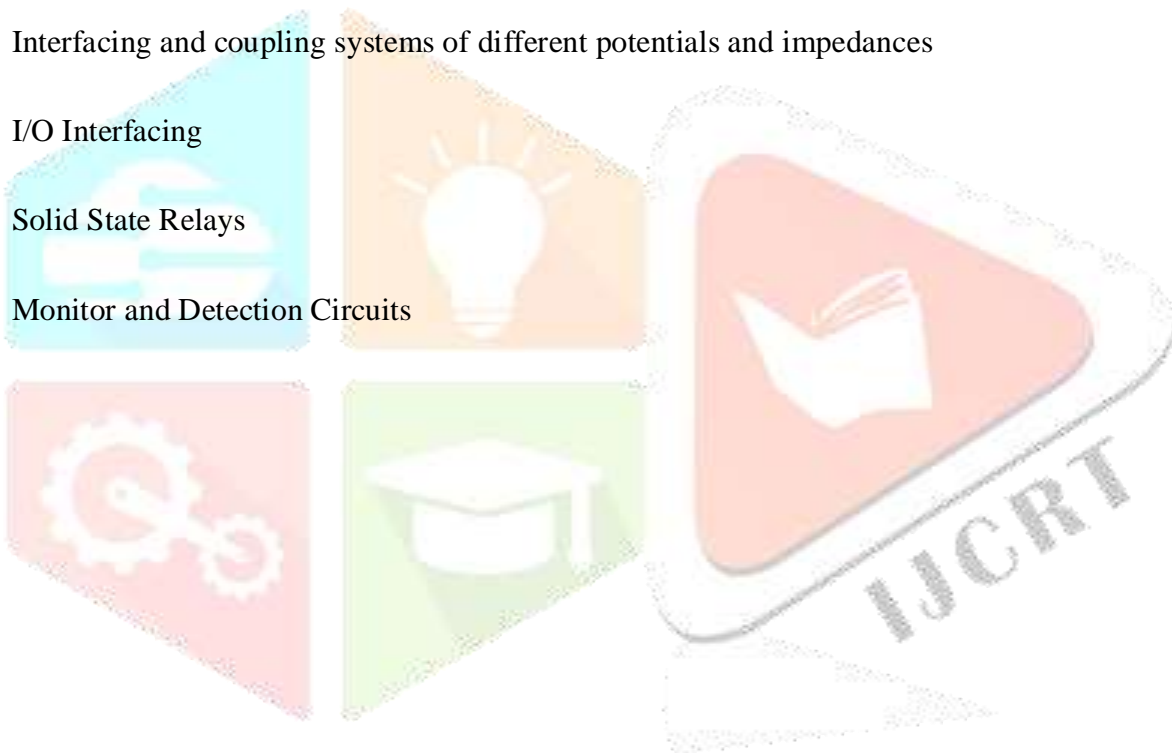 Interfacing and coupling systems of different potentials and impedances
I/O Interfacing
Solid State Relays
Monitor and Detection Circuits
IJCRT